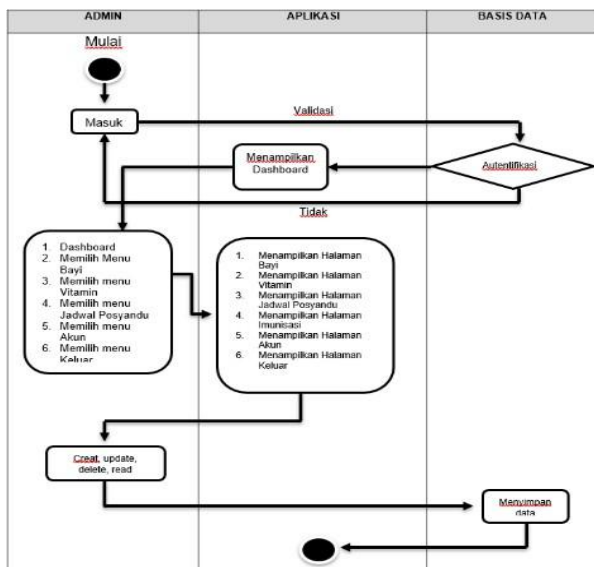 ADMIN
APLIKASI
BASIS DATA
Mulai
Masuk
Validasi
Menampilkan
Dashboard
Autentifikasi
Tidak
1. Dashboard
2. Memilih Menu
Bayi
3. Memilih menu
Vitamin
4. Memilih menu
Jadwal Posyandu
5. Memilih menu
Akun
6. Memilih menu
Keluar
1. Menampilkan Halaman
Bayi
2. Menampilkan Halaman
Vitamin
3. Menampilkan Halaman
Jadwal Posyandu
4. Menampilkan Halaman
Imunisasi
5. Menampilkan Halaman
Akun
6. Menampilkan Halaman
Keluar
Creat, update,
delete, read
Menyimpan
data